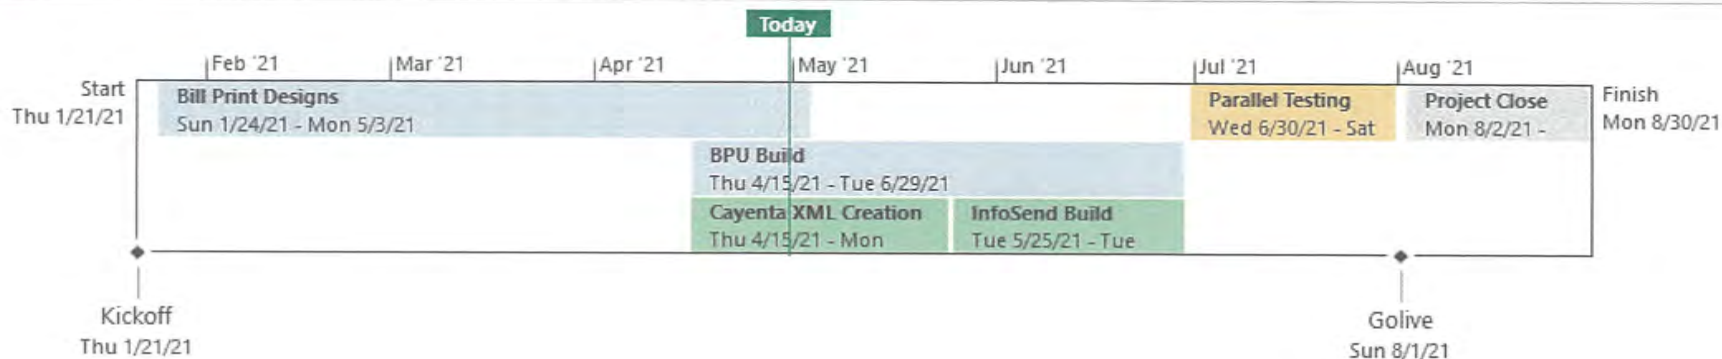 Today
Feb '21
Mar '21
Apr '21
May '21
Jun '21
Jul '21
Aug '21
Start
Thu 1/21/21
Bill Print Designs
Sun 1/24/21 - Mon 5/3/21
Parallel Testing
Wed 6/30/21 - Sat
Project Close
Mon 8/2/21 -
Finish
Mon 8/30/21
BPU Build
Thu 4/15/21 - Tue 6/29/21
Cayenta XML Creation
Thu 4/15/21 - Mon
InfoSend Build
Tue 5/25/21 - Tue
Kickoff
Thu 1/21/21
Golive
Sun 8/1/21